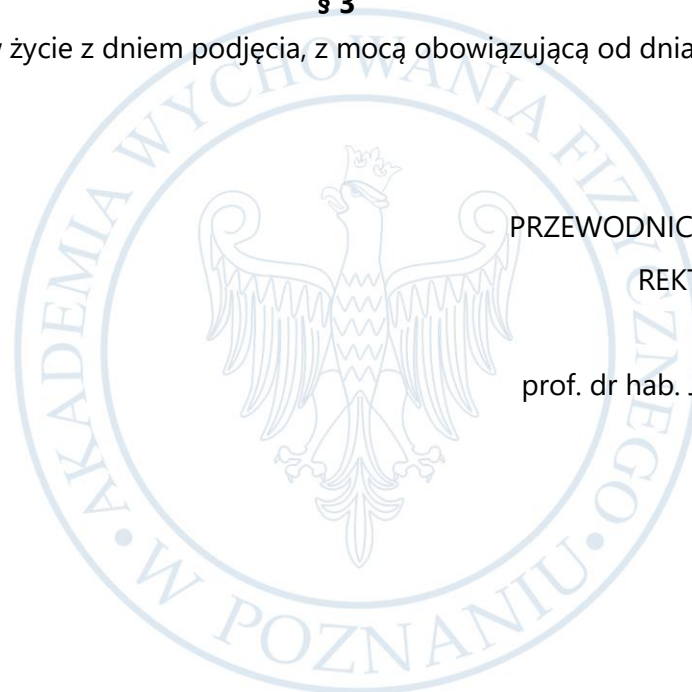 § 3
życie z dniem podjęcia, z mocą obowiązującą od dnia
PRZEWODNIC
REKT
prof. dr hab. J
AKADEMIA WYCHOWANIA FIZYCZNEGO • W POZNANIU •